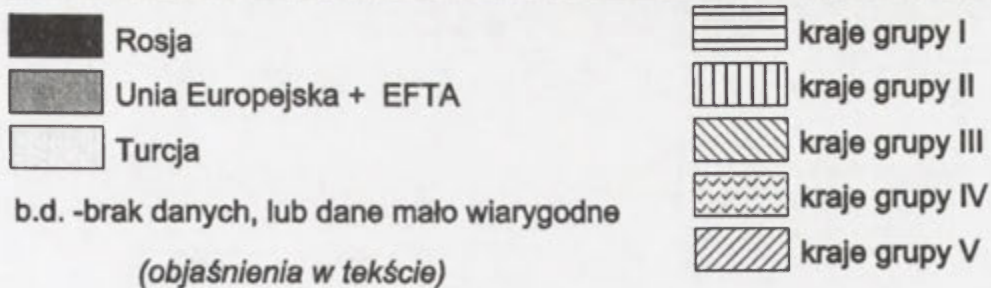 Rosja
Unia Europejska + EFTA
Turcja
b.d. -brak danych, lub dane mało wiarygodne
(objaśnienia w tekście)
kraje grupy I
kraje grupy II
kraje grupy III
kraje grupy IV
kraje grupy V